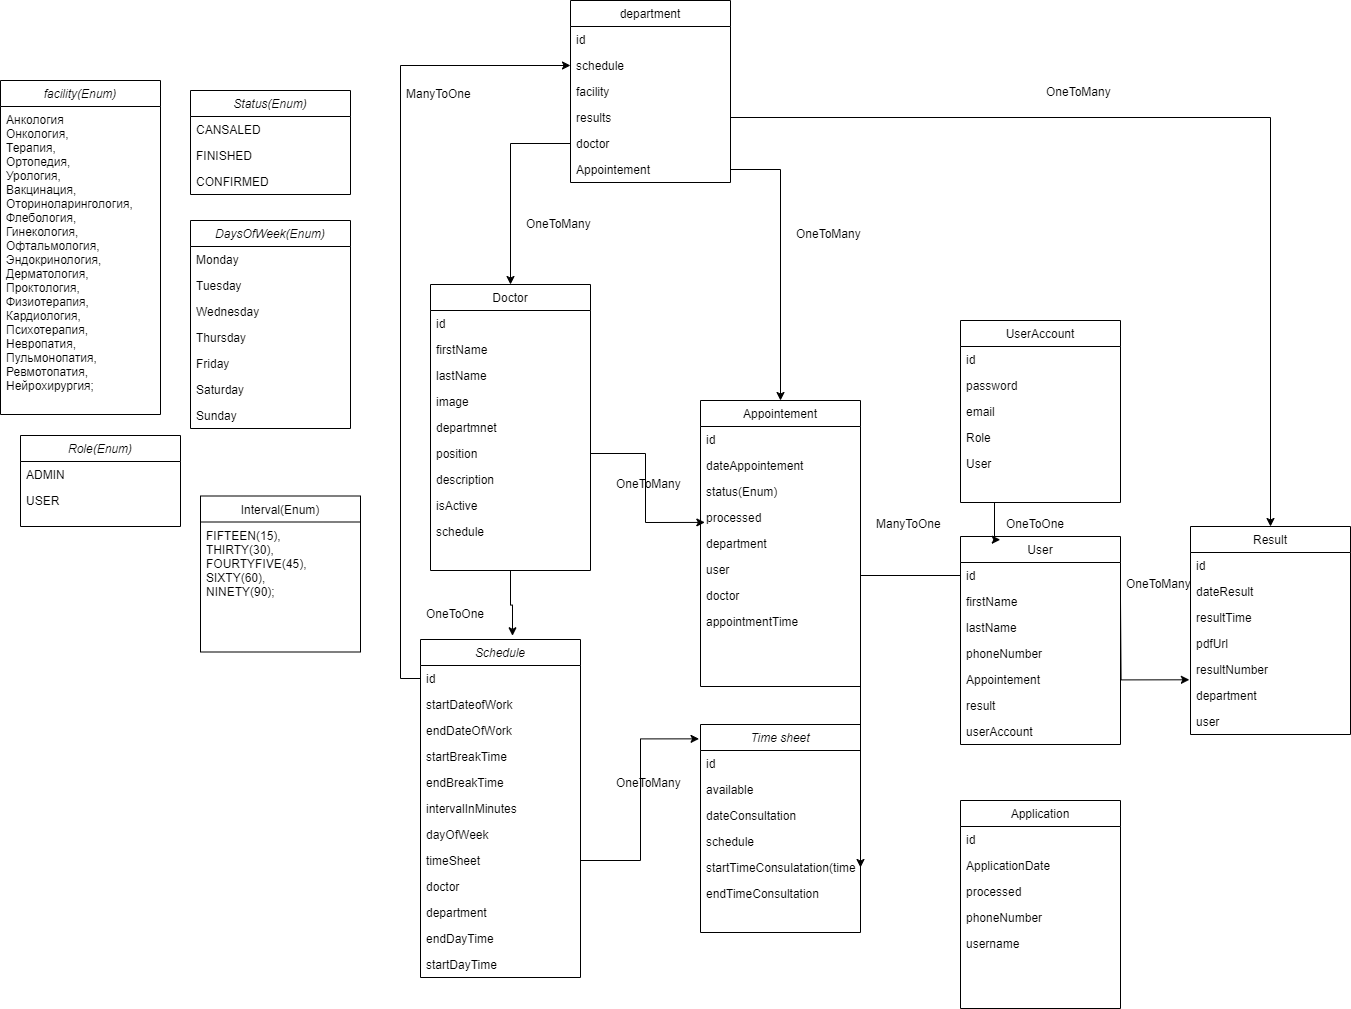 department
id
schedule
facility
results
doctor
Appointement
ManyToOne
OneToMany
OneToMany
OneToMany
facility(Enum)
Анкология
Онкология,
Терапия,
Ортопедия,
Урология,
Вакцинация,
Оториноларингология,
Флебология,
Гинекология,
Офтальмология,
Эндокринология,
Дерматология,
Проктология,
Физиотерапия,
Кардиология,
Психотерапия,
Невропатия,
Пульмонопатия,
Ревмотопатия,
Нейрохирургия;
Status(Enum)
CANSALED
FINISHED
CONFIRMED
DaysOfWeek(Enum)
Monday
Tuesday
Wednesday
Thursday
Friday
Saturday
Sunday
Role(Enum)
ADMIN
USER
Interval(Enum)
FIFTEEN(15),
THIRTY(30),
FOURTYFIVE(45),
SIXTY(60),
NINETY(90);
Doctor
id
firstName
lastName
image
departmnet
position
description
isActive
schedule
OneToMany
OneToOne
Appointement
id
dateAppointement
status(Enum)
processed
department
user
doctor
appointmentTime
ManyToOne
UserAccount
id
password
email
Role
User
OneToOne
User
id
firstName
lastName
phoneNumber
Appointement
result
userAccount
OneToMany
Result
id
dateResult
resultTime
pdfUrl
resultNumber
department
user
Schedule
id
startDateofWork
endDateOfWork
startBreakTime
endBreakTime
intervalInMinutes
dayOfWeek
timeSheet
doctor
department
endDayTime
startDayTime
OneToMany
Time sheet
id
available
dateConsultation
schedule
startTimeConsulatation(time
endTimeConsultation
Application
id
ApplicationDate
processed
phoneNumber
username